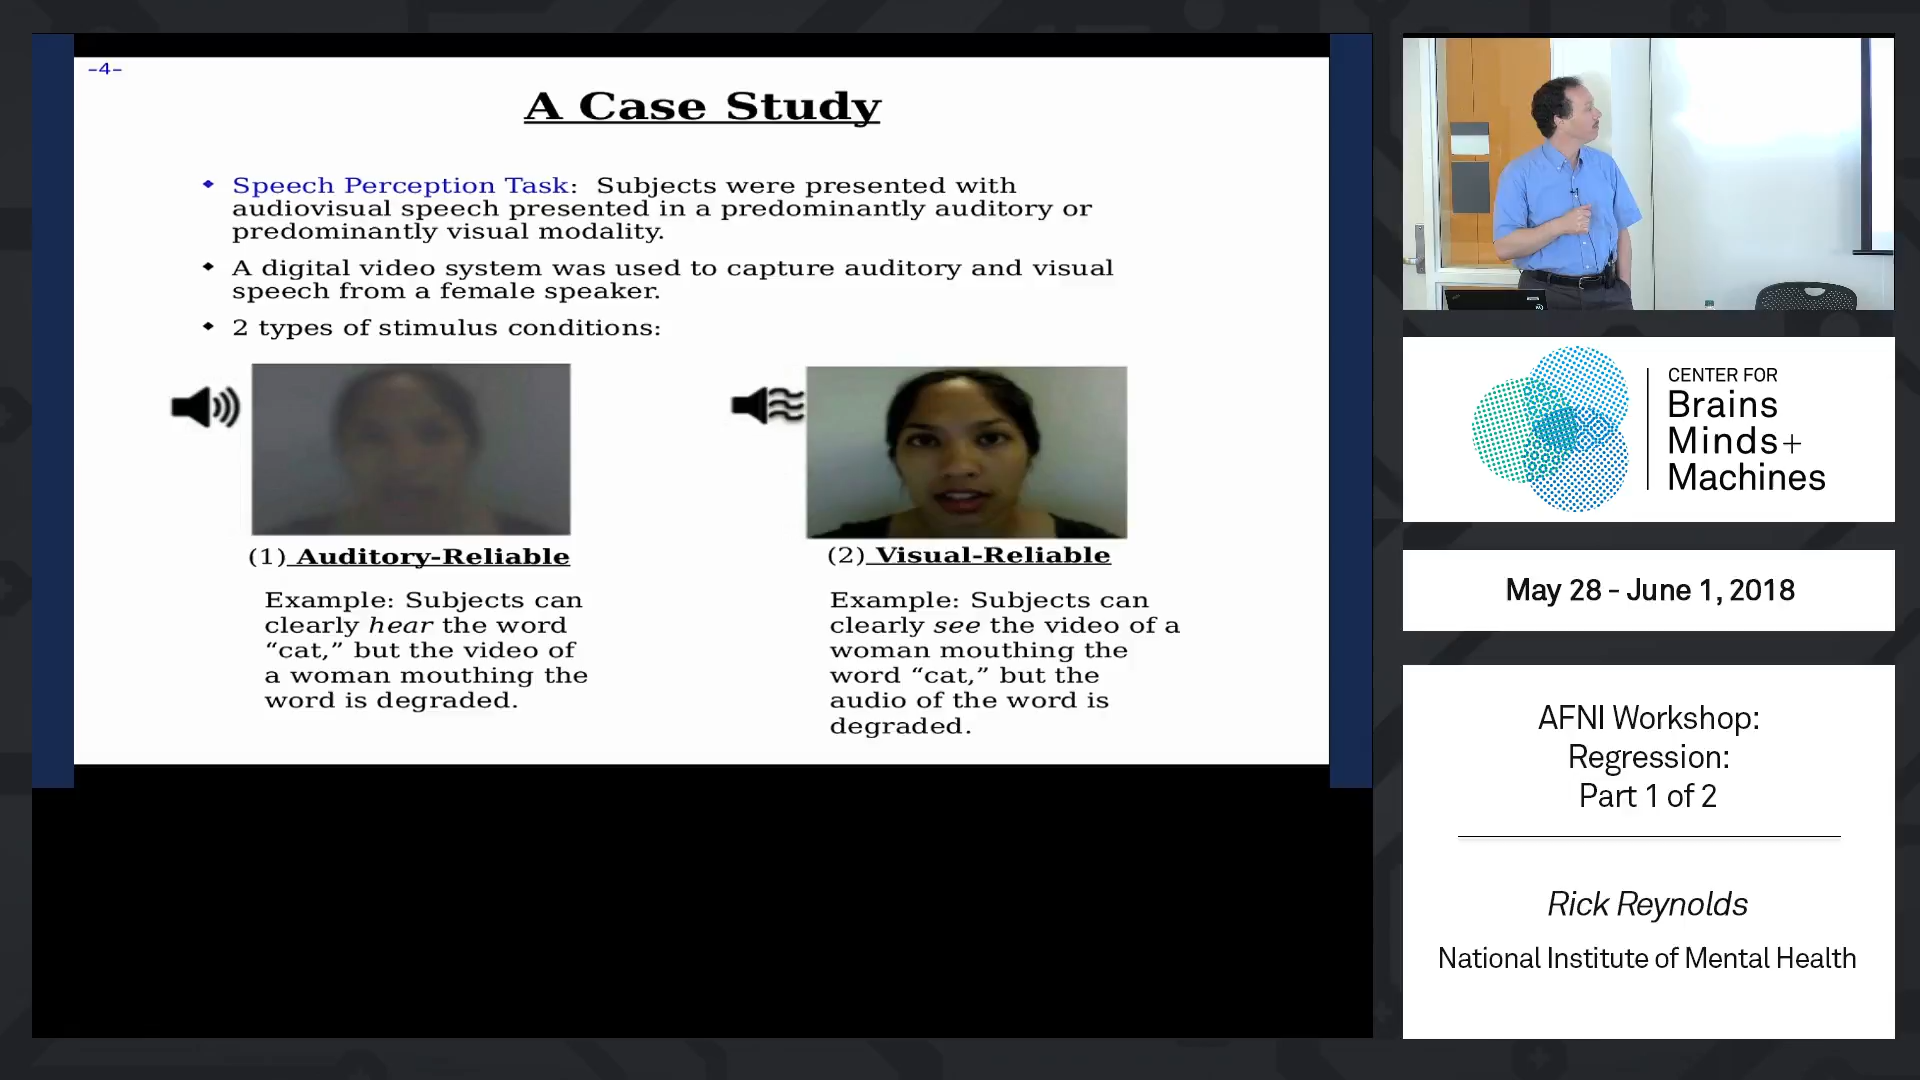 -4-
A Case Study
Speech Perception Task: Subjects were presented with
audiovisual speech presented in a predominantly auditory or
predominantly visual modality.
A digital video system was used to capture auditory and visual
speech from a female speaker.
2 types of stimulus conditions:
(1) Auditory-Reliable
Example: Subjects can
clearly hear the word
“cat,” but the video of
a woman mouthing the
word is degraded.
(2) Visual-Reliable
Example: Subjects can
clearly see the video of a
woman mouthing the
word “cat,” but the
audio of the word is
degraded.
CENTER FOR
Brains
Minds+
Machines
May 28 - June 1, 2018
AFNI Workshop:
Regression:
Part 1 of 2
Rick Reynolds
National Institute of Mental Health